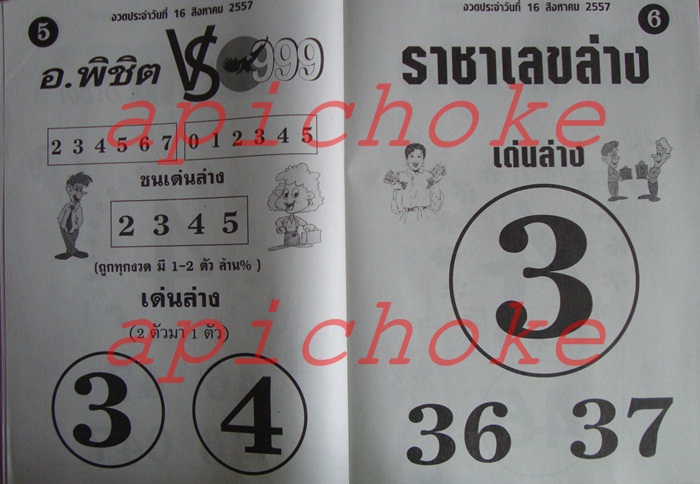 5
งวดประจำวันที่ 16 สิงหาคม 2557
อ.พิชิต VS 999
2 3 4 5 6 7
0 1 2 3 4 5
ชนเด่นล่าง
2 3 4 5
(ถูกทุกงวด มี 1-2 ตัว ล้าน%)
เด่นล่าง
(2 ตัวมา 1 ตัว)
3 4
งวดประจำวันที่ 16 สิงหาคม 2557
6
ราชาเลขล่าง
เด่นล่าง
3
36 37
apichoke
apichoke